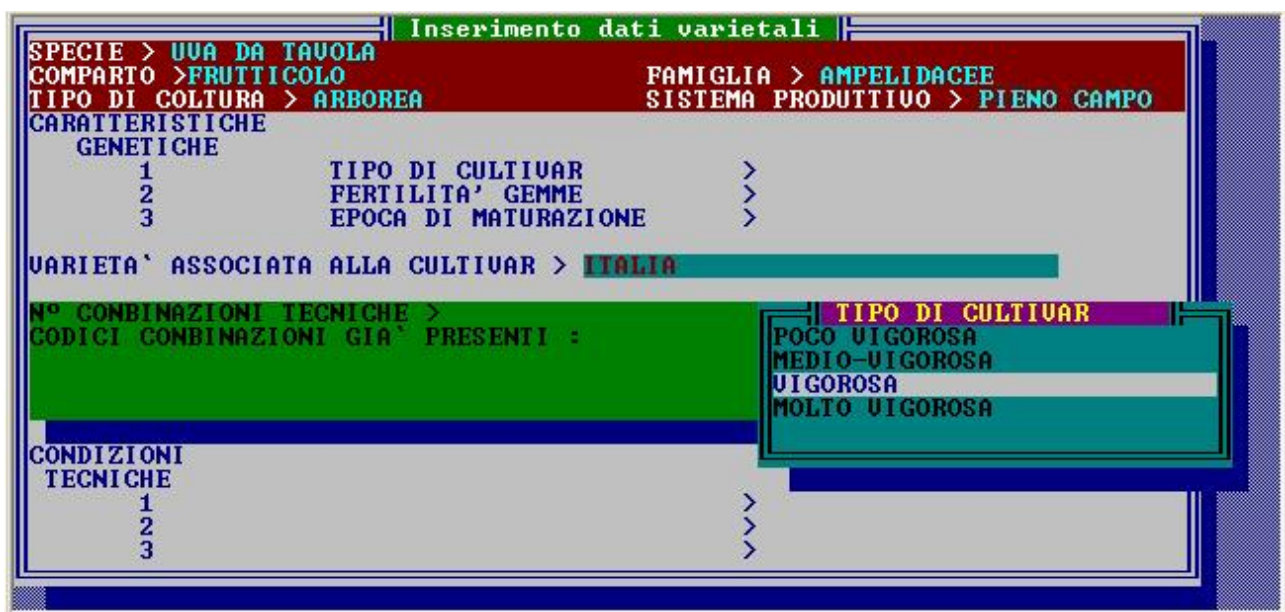 Inserimento dati varietali
SPECIE > UVA DA TAVOLA
COMPARTO >FRUTTICOLO FAMIGLIA > AMPELIDACEE
TIPO DI COLTURA > ARBOREA SISTEMA PRODUTTIVO > PIENO CAMPO
CARATTERISTICHE
GENETICHE
1 TIPO DI CULTIVAR >
2 FERTILITA' GEMME >
3 EPOCA DI MATURAZIONE >
VARIETA` ASSOCIATA ALLA CULTIVAR > ITALIA
Nº CONBINAZIONI TECNICHE >
CODICI CONBINAZIONI GIA` PRESENTI :
TIPO DI CULTIVAR
POCO VIGOROSA
MEDIO-VIGOROSA
VIGOROSA
MOLTO VIGOROSA
CONDIZIONI
TECNICHE
1 >
2 >
3 >